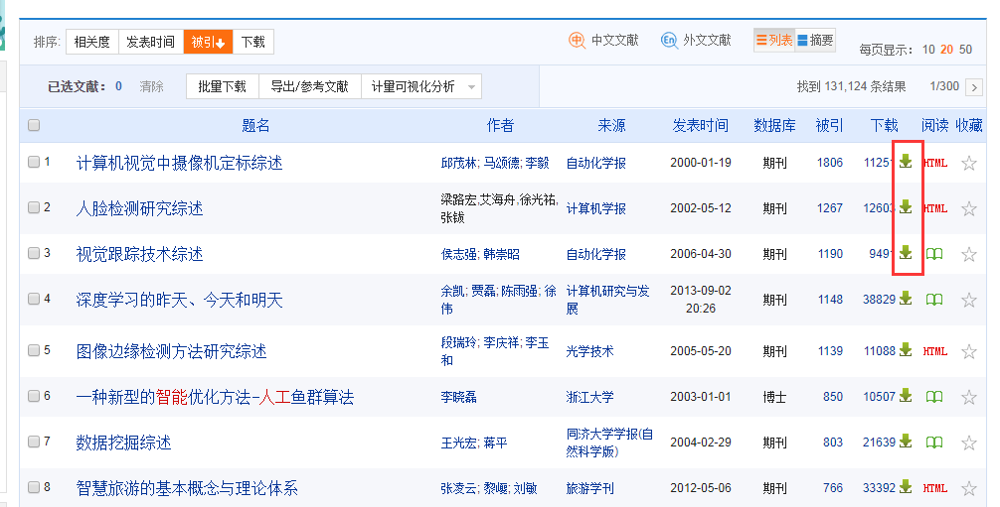 排序: 相关度 发表时间 被引 下载 中文文献 外文文献 列表 摘要 每页显示: 10 20 50
已选文献: 0 清除 批量下载 导出/参考文献 计量可视化分析 找到 131,124 条结果 1/300 >
题名 作者 来源 发表时间 数据库 被引 下载 阅读 收藏
1 计算机视觉中摄像机定标综述 邱茂林; 马颂德; 李毅 自动化学报 2000-01-19 期刊 1806 HTML
2 人脸检测研究综述 梁路宏,艾海舟,徐光祐,
张钹 计算机学报 2002-05-12 期刊 1267 12603 HTML
3 视觉跟踪技术综述 侯志强; 韩崇昭 自动化学报 2006-04-30 期刊 1190
4 深度学习的昨天、今天和明天 余凯; 贾磊; 陈雨强; 徐 计算机研究与发 2013-09-02 期刊 1148 38829
伟 展 20:26
5 图像边缘检测方法研究综述 段瑞玲; 李庆祥; 李玉
和 光学技术 2005-05-20 期刊 1139 11088 HTML
6 一种新型的智能优化方法-人工鱼群算法 李晓磊 浙江大学 2003-01-01 博士 850 10507
7 数据挖掘综述 王光宏; 蒋平 同济大学学报(自 2004-02-29 期刊 803 21639
然科学版)
8 智慧旅游的基本概念与理论体系 张凌云; 黎巎; 刘敏 旅游学刊 2012-05-06 期刊 766 33392 HTML